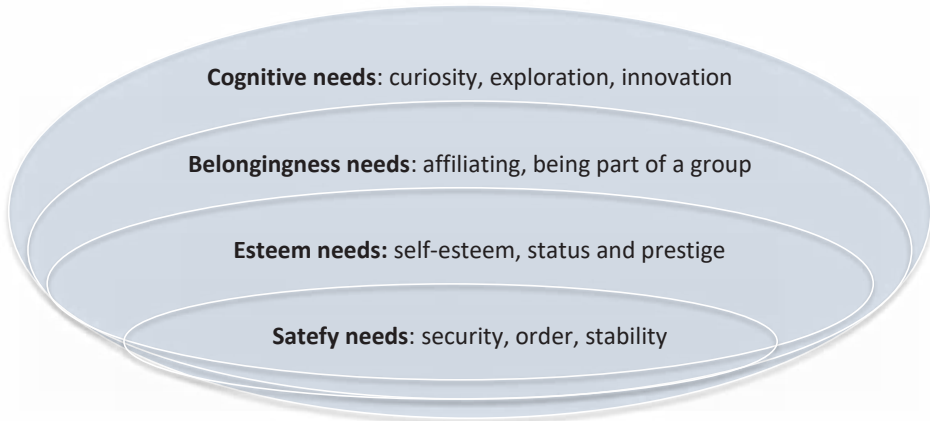 Cognitive needs: curiosity, exploration, innovation
Belongingness needs: affiliating, being part of a group
Esteem needs: self-esteem, status and prestige
Satefy needs: security, order, stability